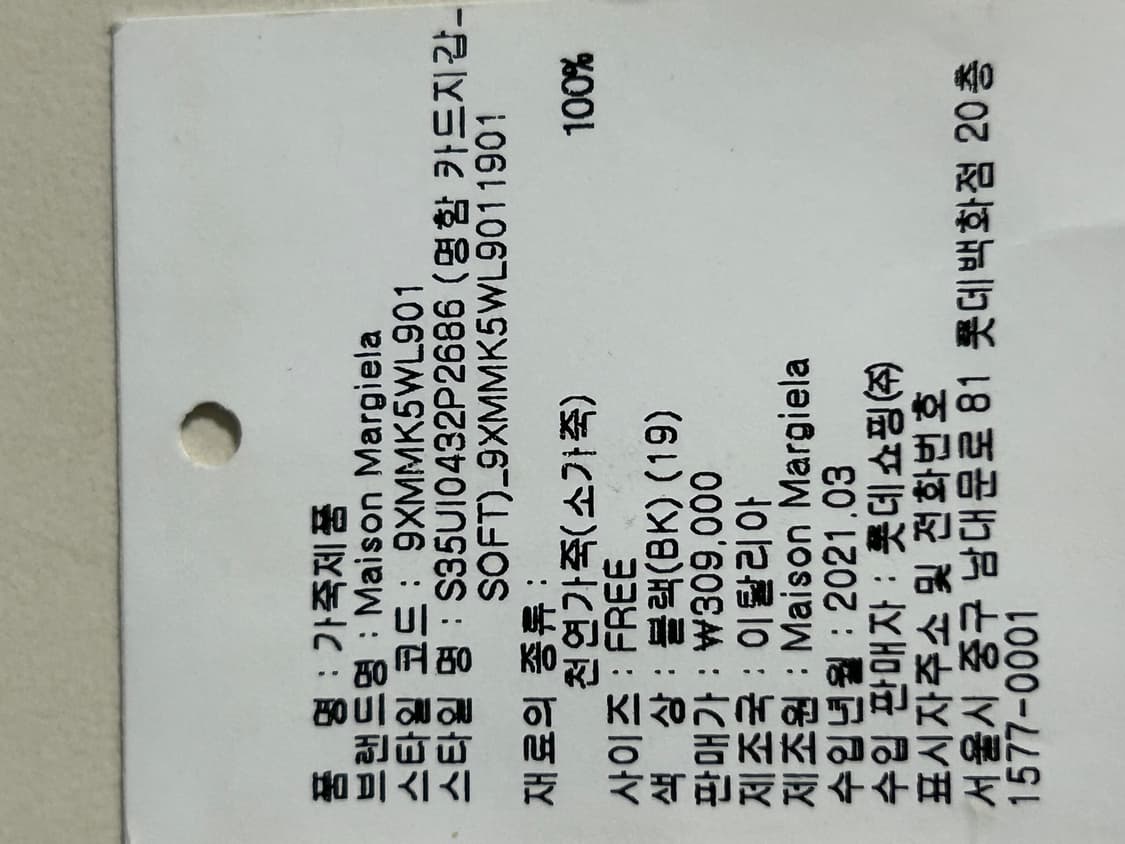 품 명 : 가죽제품
브랜드명 : Maison Margiela
스타일 코드 : 9XMMK5WL901
스타일 명 : S35UI0432P2686 (명함 카드지갑-
SOFT)_9XMMK5WL9011901
재료의 종류 :
천연가죽(소가죽) 100%
사이즈 : FREE
색 상 : 블랙(BK) (19)
판매가 : ₩309,000
제조국 : 이탈리아
제조원 : Maison Margiela
수입년월 : 2021.03
수입 판매자 : 롯데쇼핑(주)
표시자주소 및 전화번호
서울시 중구 남대문로 81 롯데백화점 20층
1577-0001